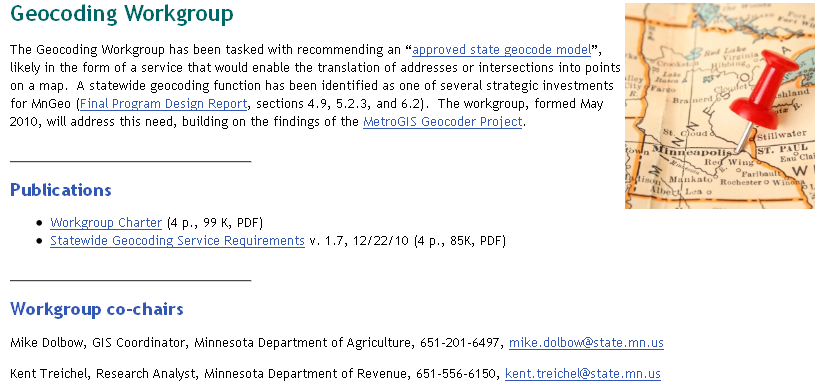 Geocoding Workgroup
The Geocoding Workgroup has been tasked with recommending an “approved state geocode model”,
likely in the form of a service that would enable the translation of addresses or intersections into points
on a map. A statewide geocoding function has been identified as one of several strategic investments
for MnGeo (Final Program Design Report, sections 4.9, 5.2.3, and 6.2). The workgroup, formed May
2010, will address this need, building on the findings of the MetroGIS Geocoder Project.
Red Lake
Brainerd
St. Cloud
Stillwater
Minneapolis
ST. PAUL
Red Wing
Eau Clai
Faribault
Mankato
Rochester
Winona
Albert Lea
Publications
• Workgroup Charter (4 p., 99 K, PDF)
• Statewide Geocoding Service Requirements v. 1.7, 12/22/10 (4 p., 85K, PDF)
Workgroup co-chairs
Mike Dolbow, GIS Coordinator, Minnesota Department of Agriculture, 651-201-6497, mike.dolbow@state.mn.us
Kent Treichel, Research Analyst, Minnesota Department of Revenue, 651-556-6150, kent.treichel@state.mn.us